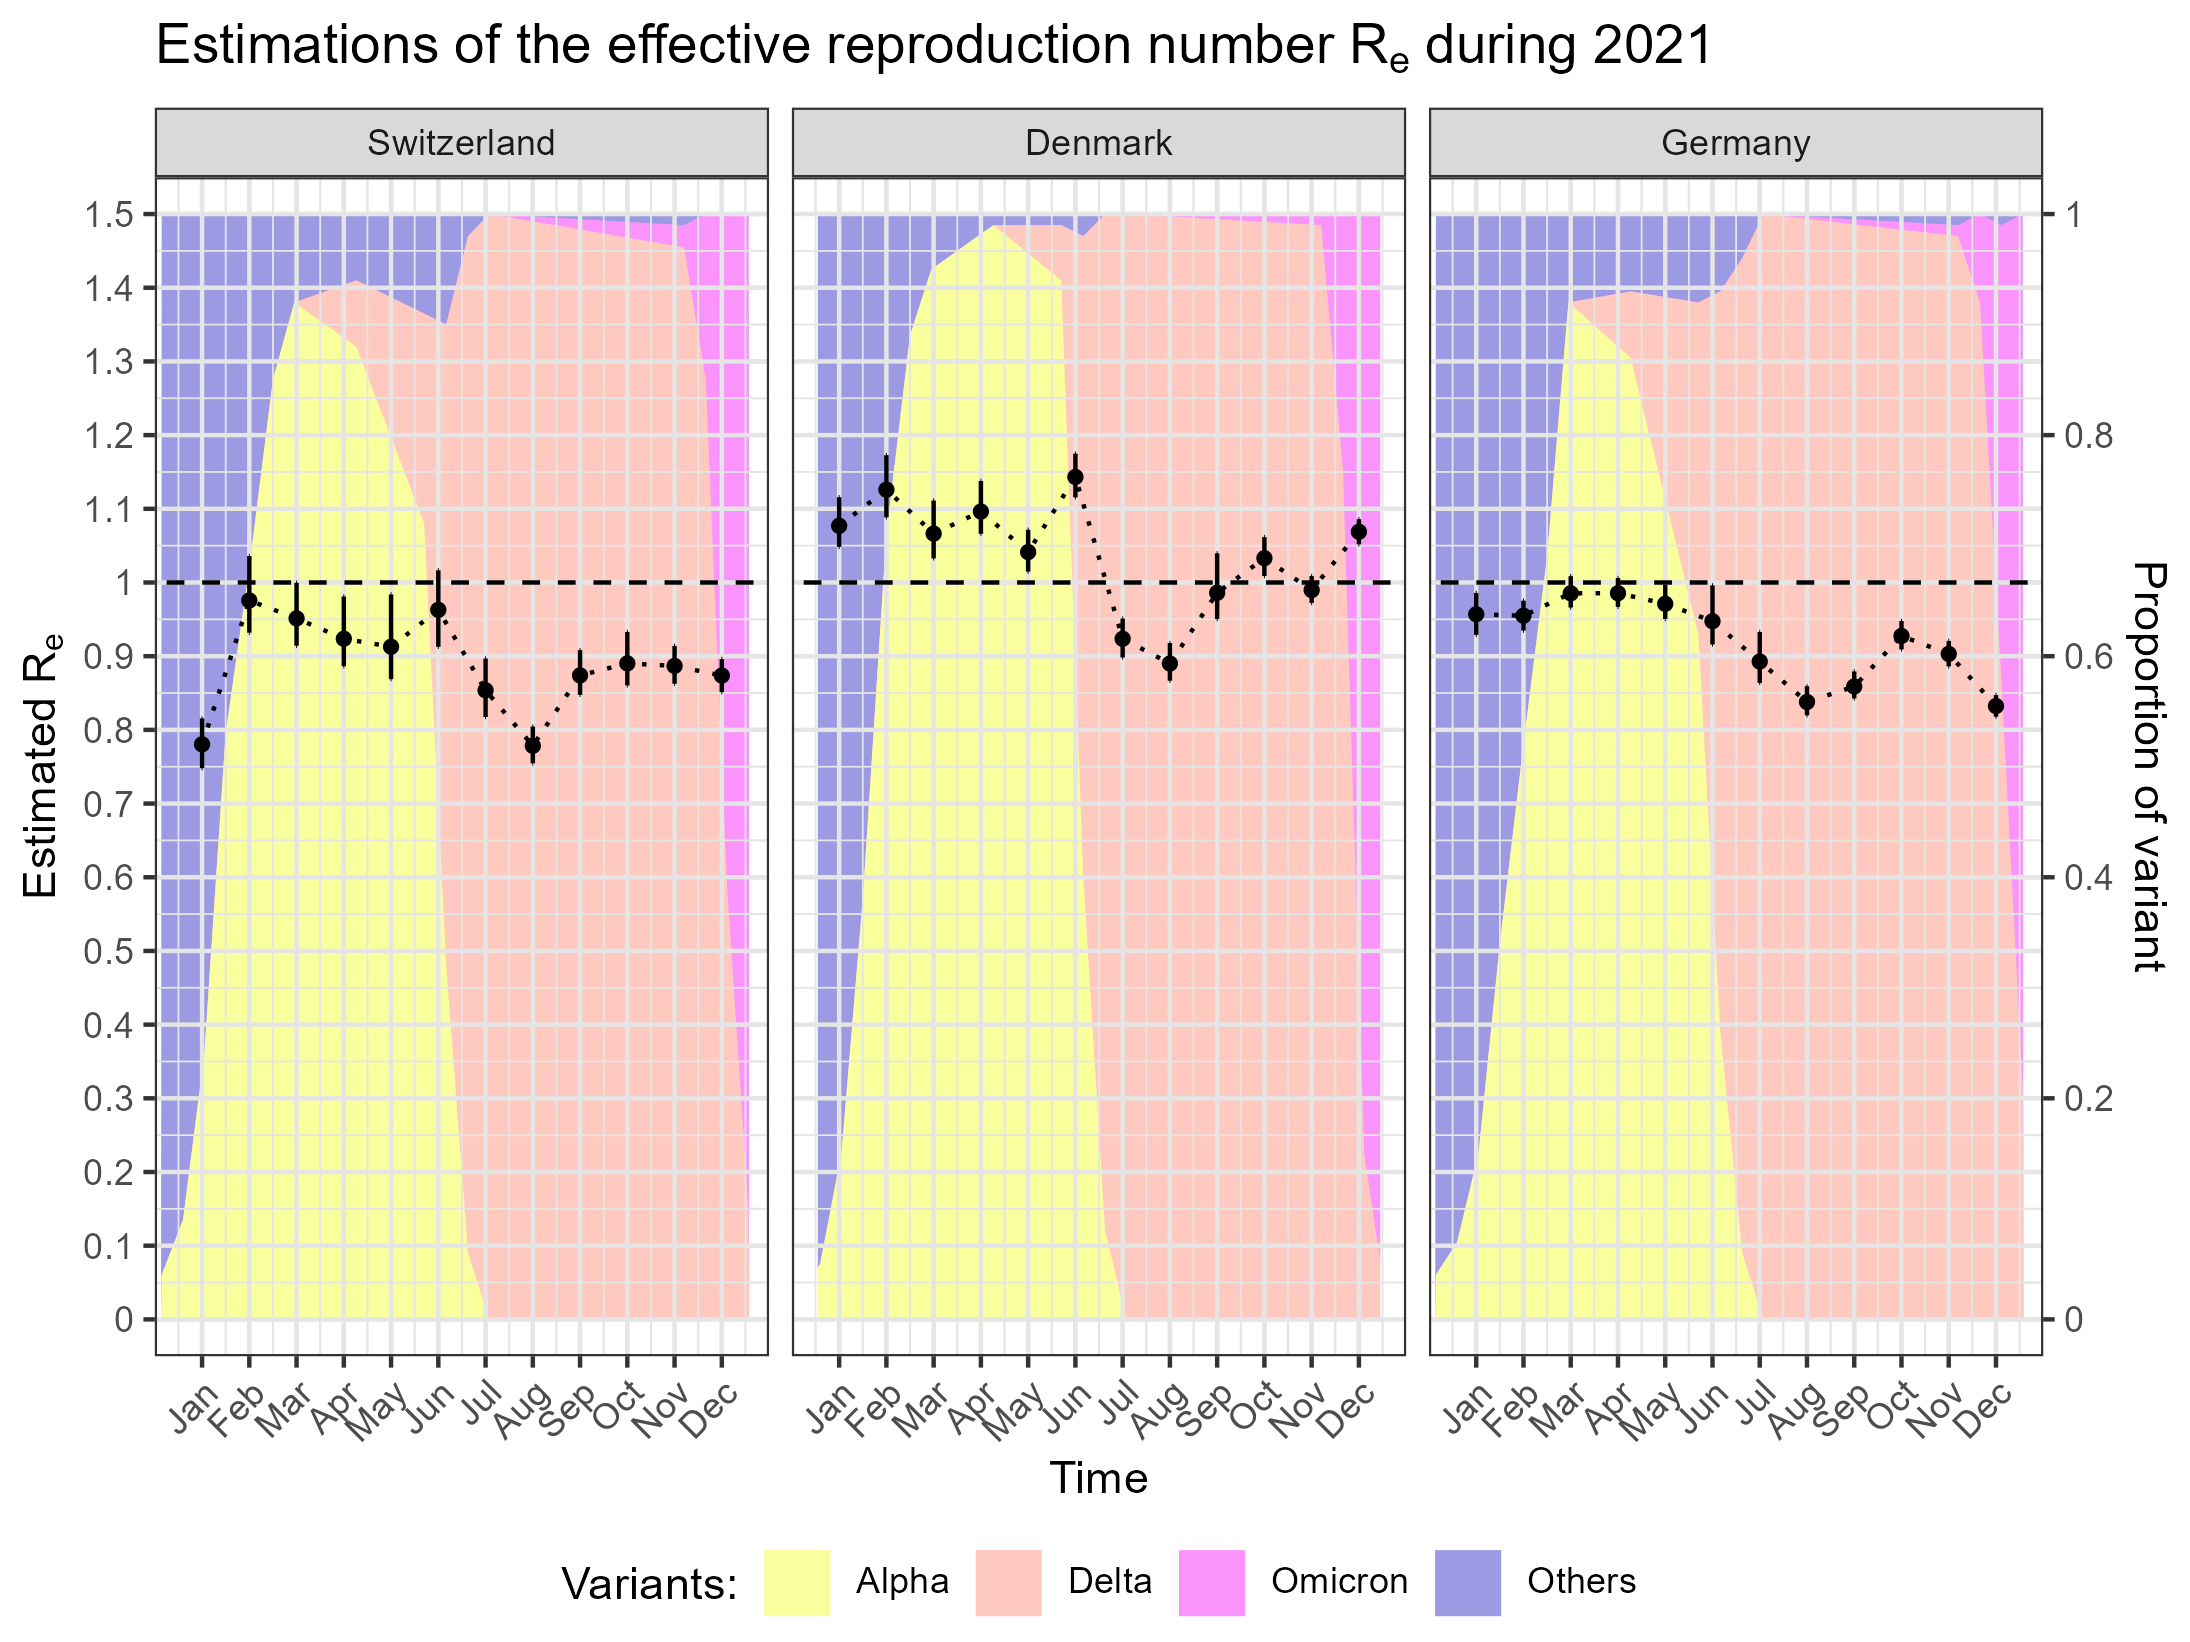 Estimations of the effective reproduction number Re during 2021
Switzerland
Denmark
Germany
Estimated Re
1.5
1.4
1.3
1.2
1.1
1
0.9
0.8
0.7
0.6
0.5
0.4
0.3
0.2
0.1
0
1
0.8
0.6
0.4
0.2
0
Proportion of variant
Jan Feb Mar Apr May Jun Jul Aug Sep Oct Nov Dec
Jan Feb Mar Apr May Jun Jul Aug Sep Oct Nov Dec
Jan Feb Mar Apr May Jun Jul Aug Sep Oct Nov Dec
Time
Variants: Alpha Delta Omicron Others